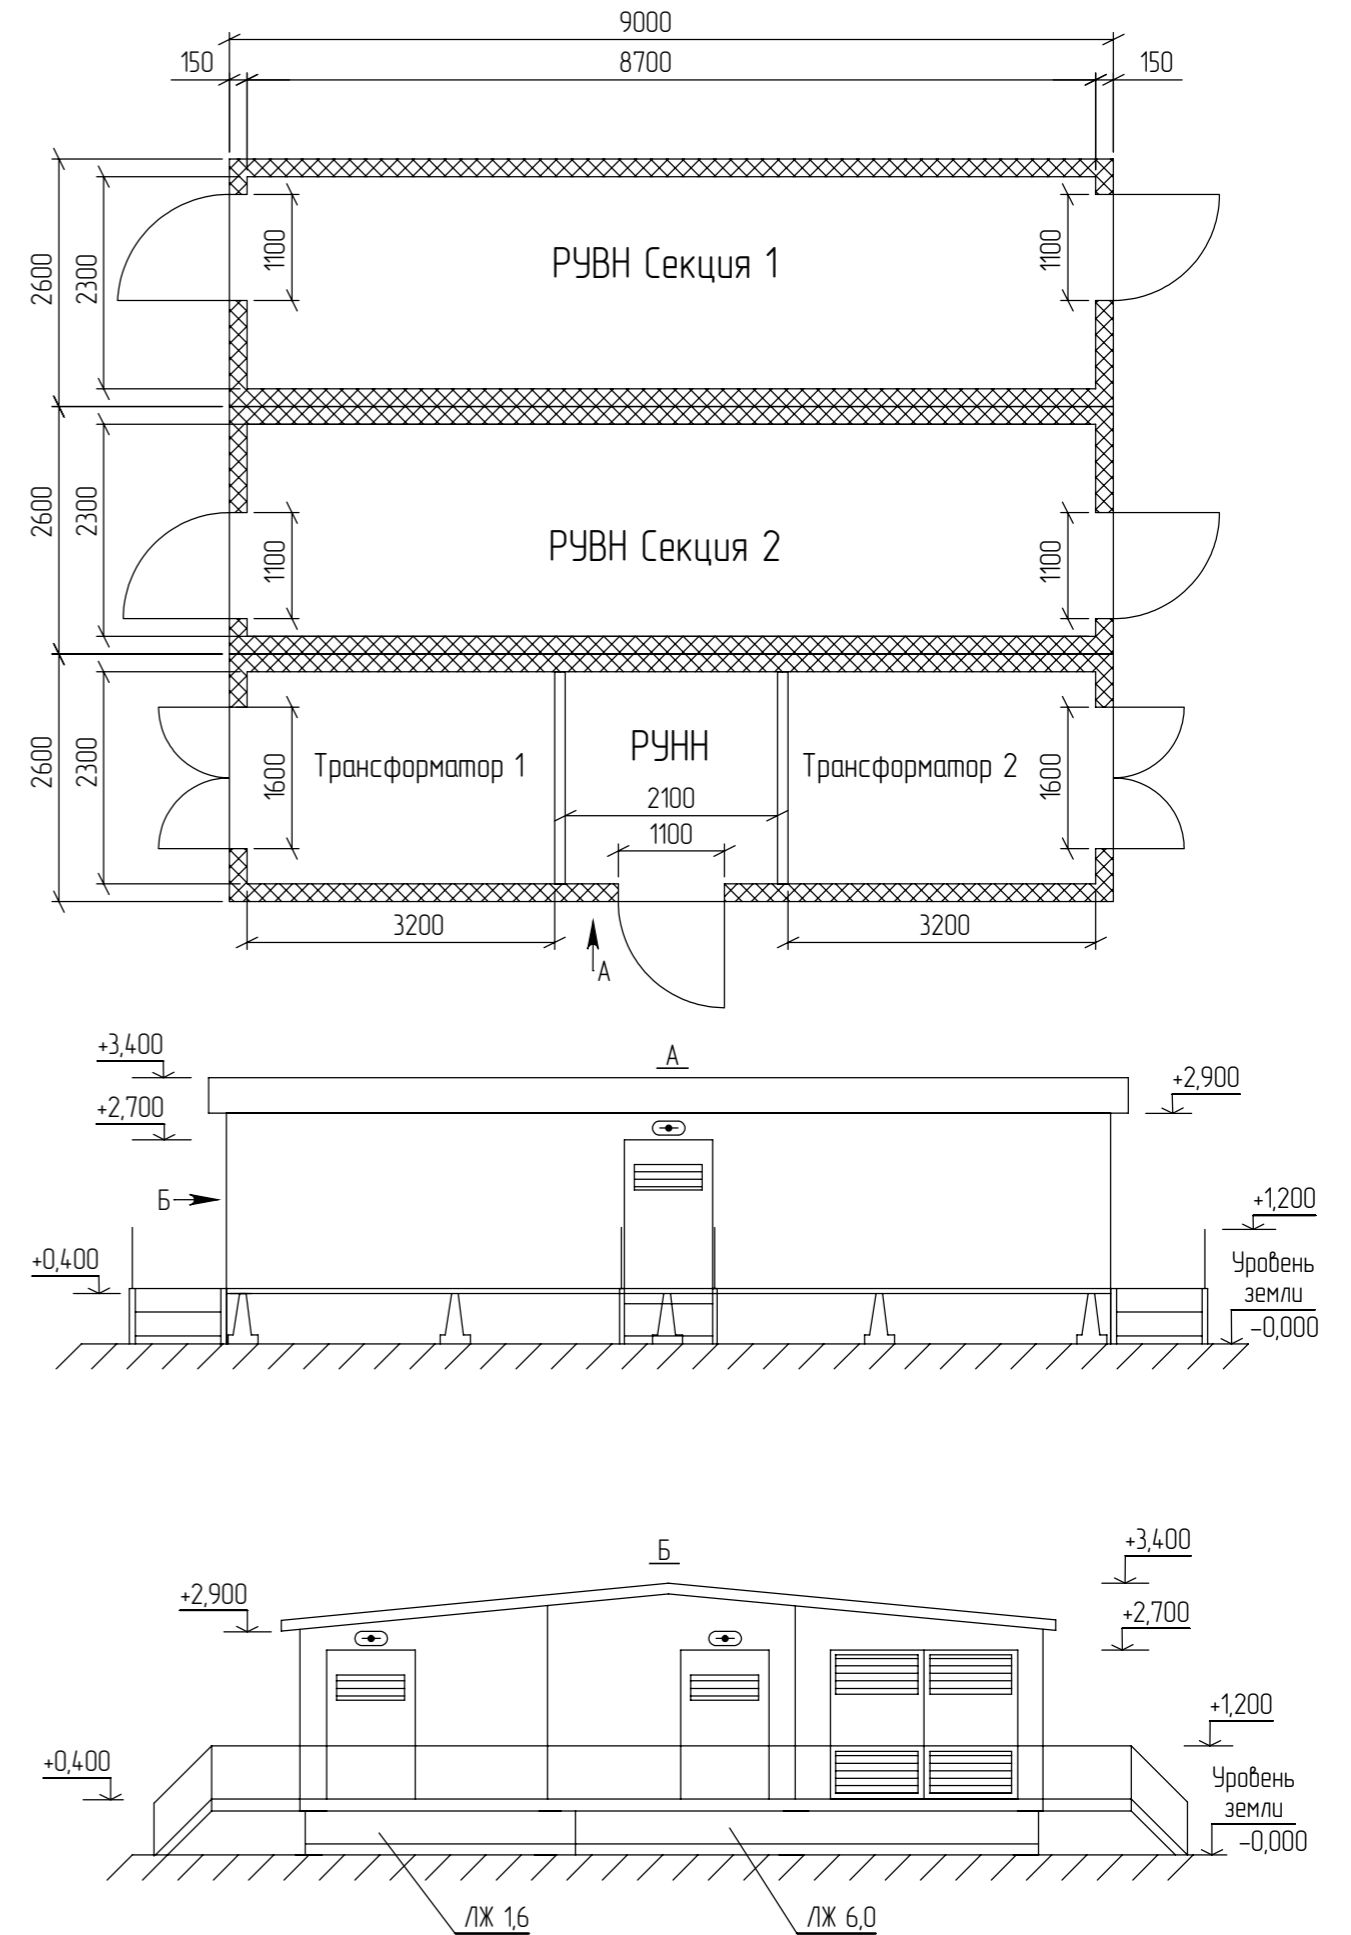 9000
150 8700 150
2600
2300
1100
РУВН Секция 1
1100
2600
2300
1100
РУВН Секция 2
1100
2600
2300
1600
Трансформатор 1
РУНН
2100
1100
Трансформатор 2
1600
3200
А
3200
А
+3,400
+2,900
+2,700
Б
+1,200
+0,400
Уровень
земли
-0,000
Б
+3,400
+2,900
+2,700
+1,200
+0,400
Уровень
земли
-0,000
ЛЖ 1,6
ЛЖ 6,0